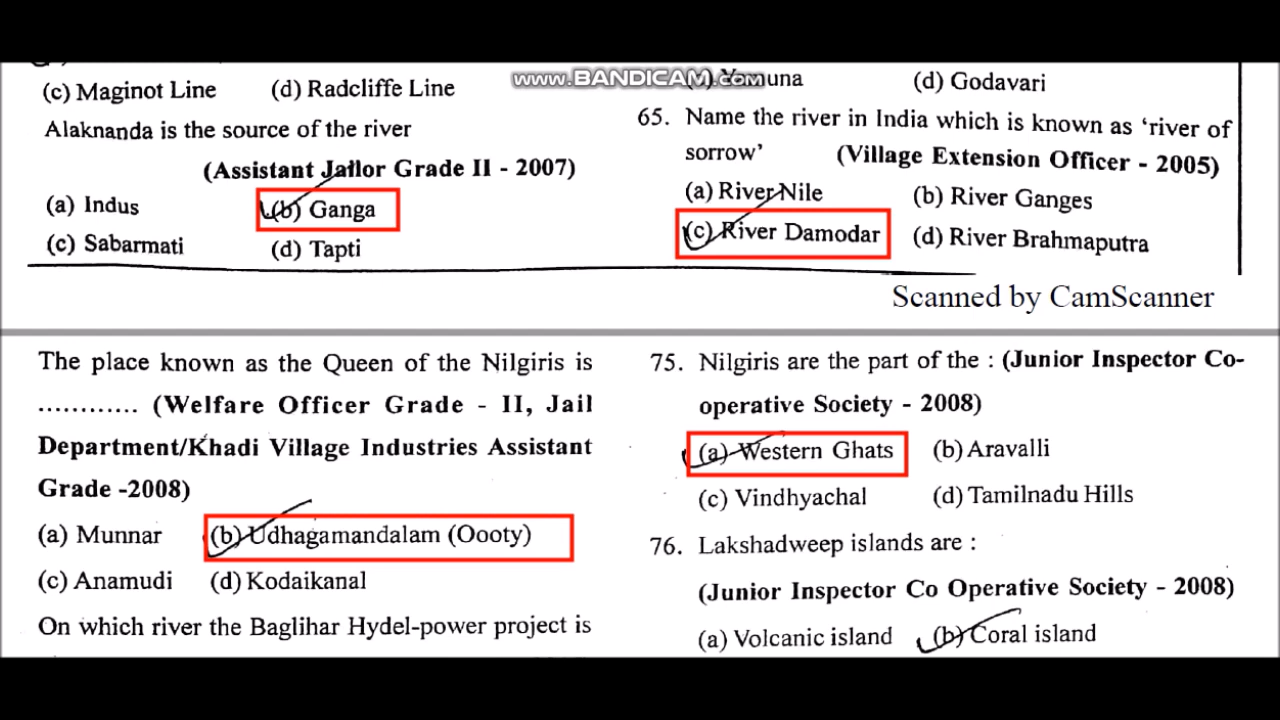 www.BANDICAM.com
(c) Maginot Line (d) Radcliffe Line
Alaknanda is the source of the river
(Assistant Jailor Grade II - 2007)
(a) Indus (b) Ganga
(c) Sabarmati (d) Tapti
(d) Godavari
65. Name the river in India which is known as ‘river of
sorrow’ (Village Extension Officer - 2005)
(a) River Nile (b) River Ganges
(c) River Damodar (d) River Brahmaputra
Scanned by CamScanner
The place known as the Queen of the Nilgiris is
............ (Welfare Officer Grade - II, Jail
Department/Khadi Village Industries Assistant
Grade -2008)
(a) Munnar (b) Udhagamandalam (Oooty)
(c) Anamudi (d) Kodaikanal
On which river the Baglihar Hydel-power project is
75. Nilgiris are the part of the : (Junior Inspector Co-
operative Society - 2008)
(a) Western Ghats (b) Aravalli
(c) Vindhyachal (d) Tamilnadu Hills
76. Lakshadweep islands are :
(Junior Inspector Co Operative Society - 2008)
(a) Volcanic island (b) Coral island